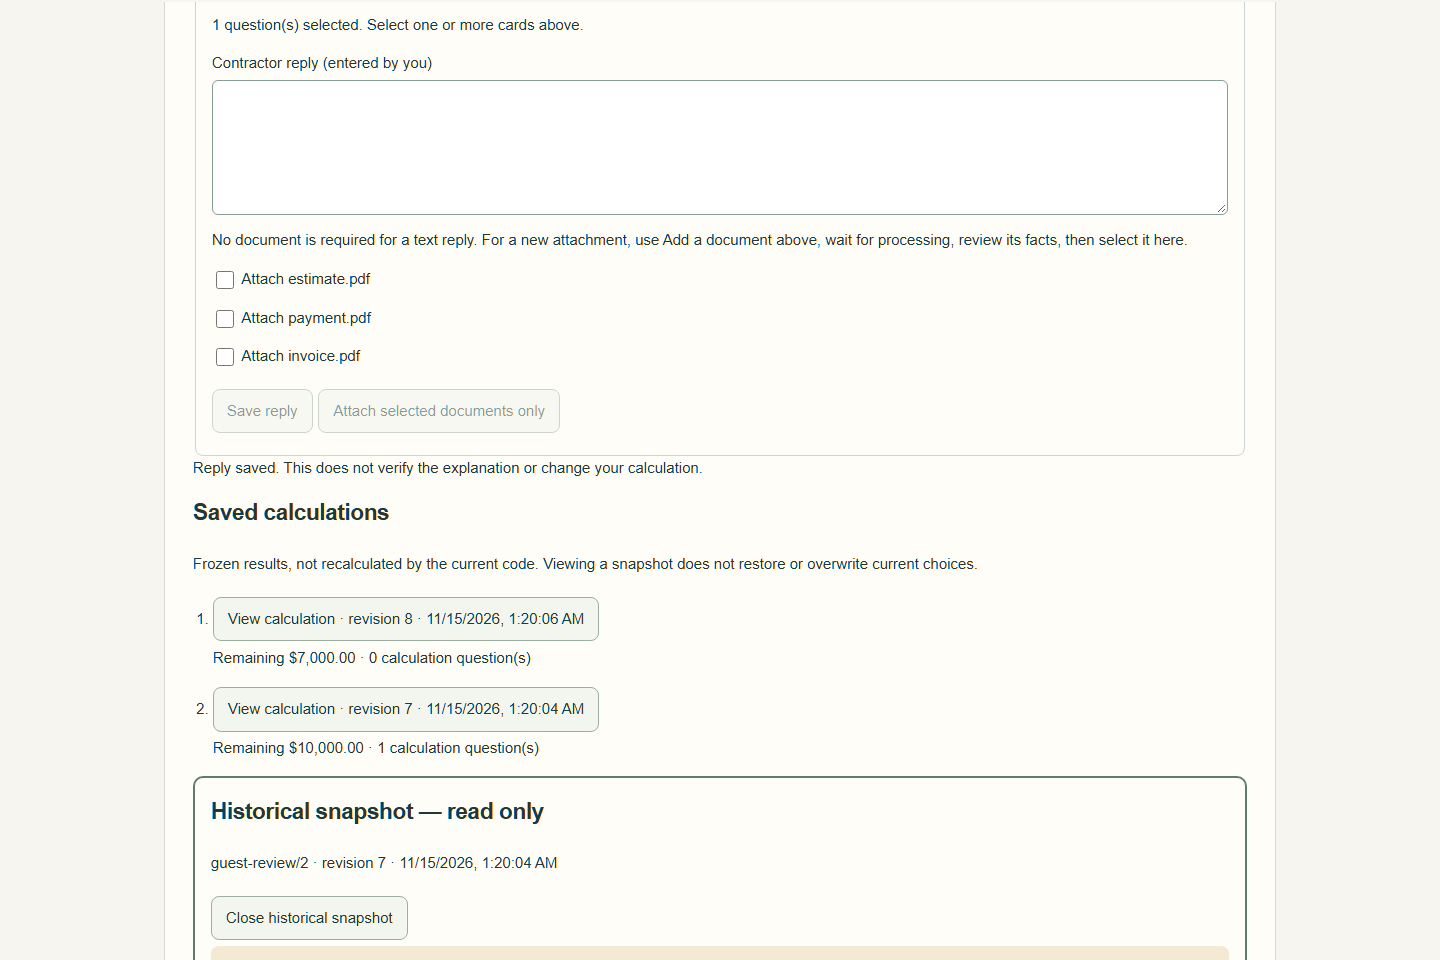 1 question(s) selected. Select one or more cards above.
Contractor reply (entered by you)
No document is required for a text reply. For a new attachment, use Add a document above, wait for processing, review its facts, then select it here.
Attach estimate.pdf
Attach payment.pdf
Attach invoice.pdf
Save reply Attach selected documents only
Reply saved. This does not verify the explanation or change your calculation.
Saved calculations
Frozen results, not recalculated by the current code. Viewing a snapshot does not restore or overwrite current choices.
1. View calculation · revision 8 · 11/15/2026, 1:20:06 AM
Remaining $7,000.00 · 0 calculation question(s)
2. View calculation · revision 7 · 11/15/2026, 1:20:04 AM
Remaining $10,000.00 · 1 calculation question(s)
Historical snapshot — read only
guest-review/2 · revision 7 · 11/15/2026, 1:20:04 AM
Close historical snapshot